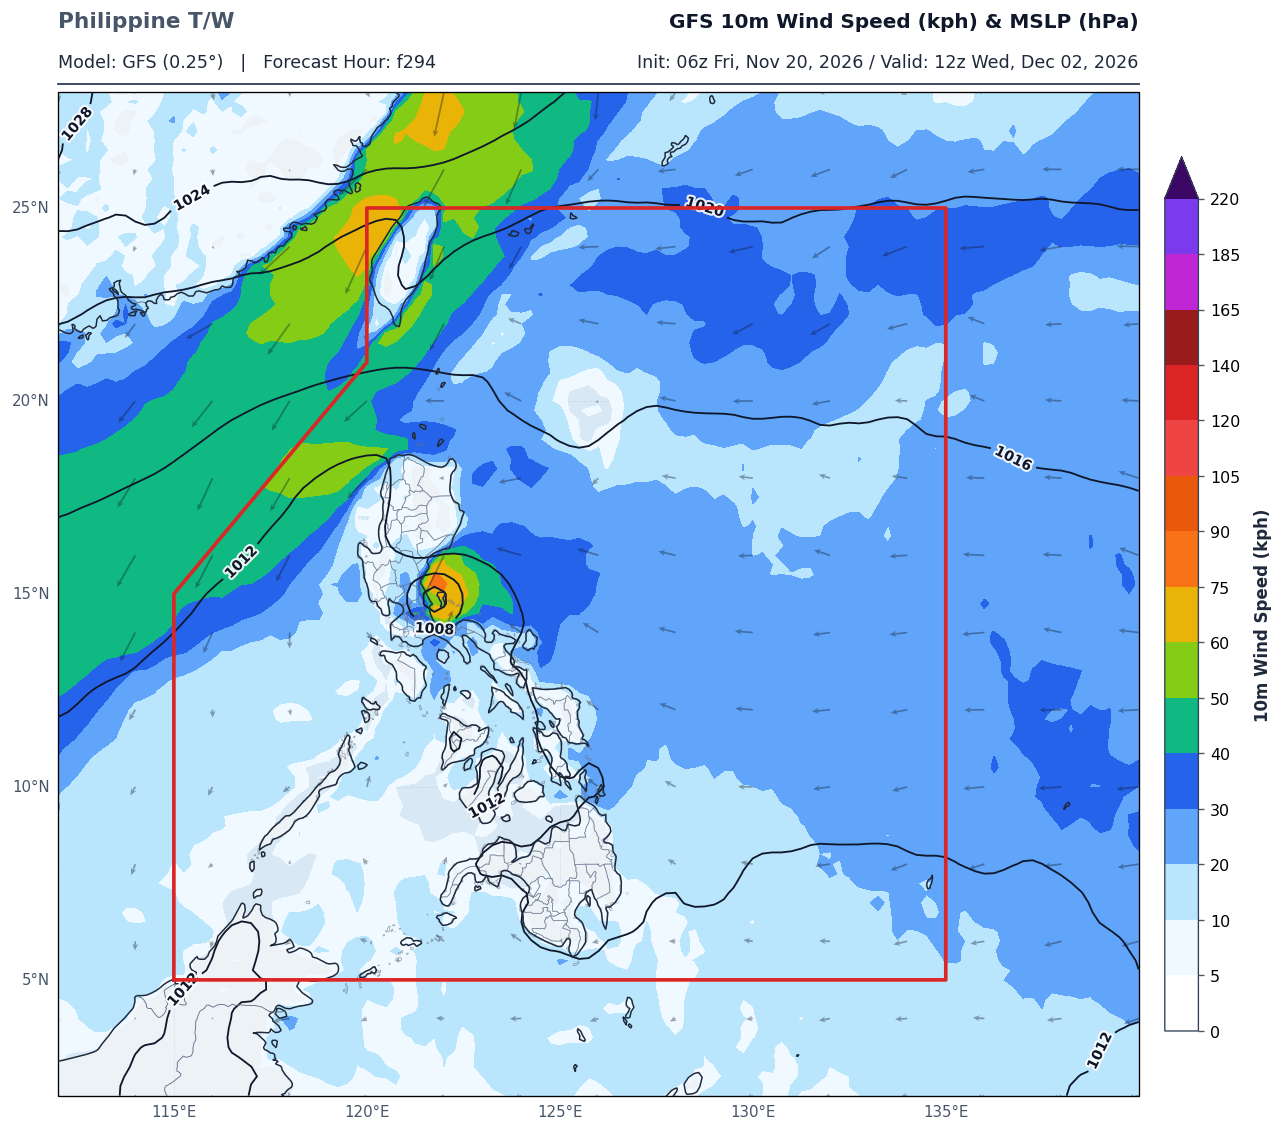 Philippine T/W
GFS 10m Wind Speed (kph) & MSLP (hPa)
Model: GFS (0.25°) | Forecast Hour: f294
Init: 06z Fri, Nov 20, 2026 / Valid: 12z Wed, Dec 02, 2026
1028
1024
1020
1016
1012
1008
1012
1012
1012
25°N
20°N
15°N
10°N
5°N
115°E
120°E
125°E
130°E
135°E
220
185
165
140
120
105
90
75
60
50
40
30
20
10
5
0
10m Wind Speed (kph)